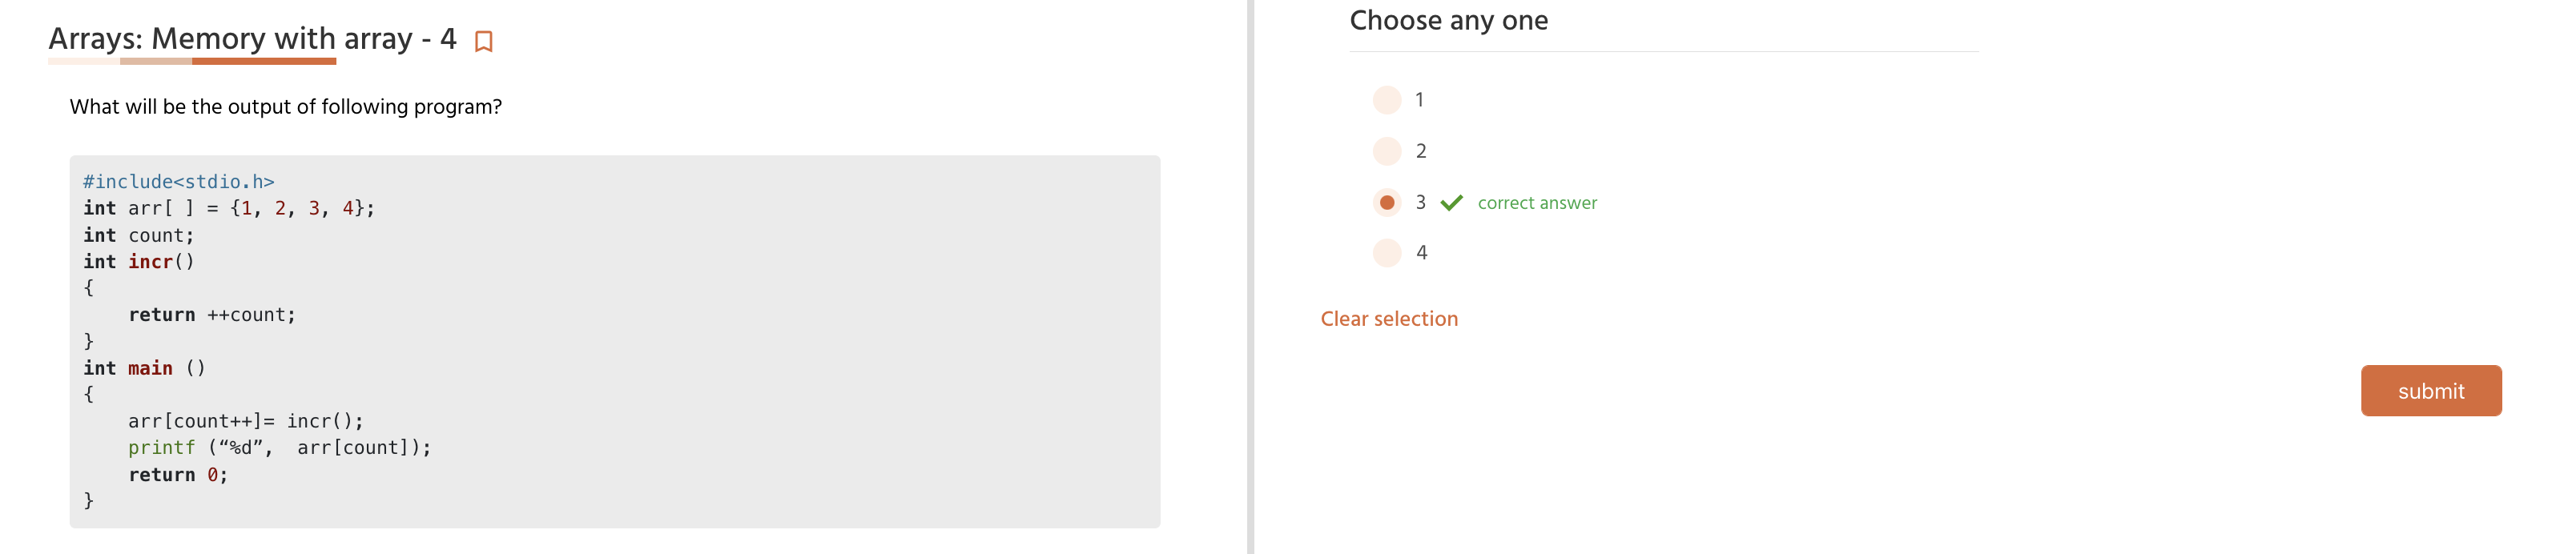 Arrays: Memory with array - 4
What will be the output of following program?
#include<stdio.h>
int arr[ ] = {1, 2, 3, 4};
int count;
int incr()
{
    return ++count;
}
int main ()
{
    arr[count++]= incr();
    printf (“%d”,  arr[count]);
    return 0;
}
Choose any one
1
2
3 correct answer
4
Clear selection
submit